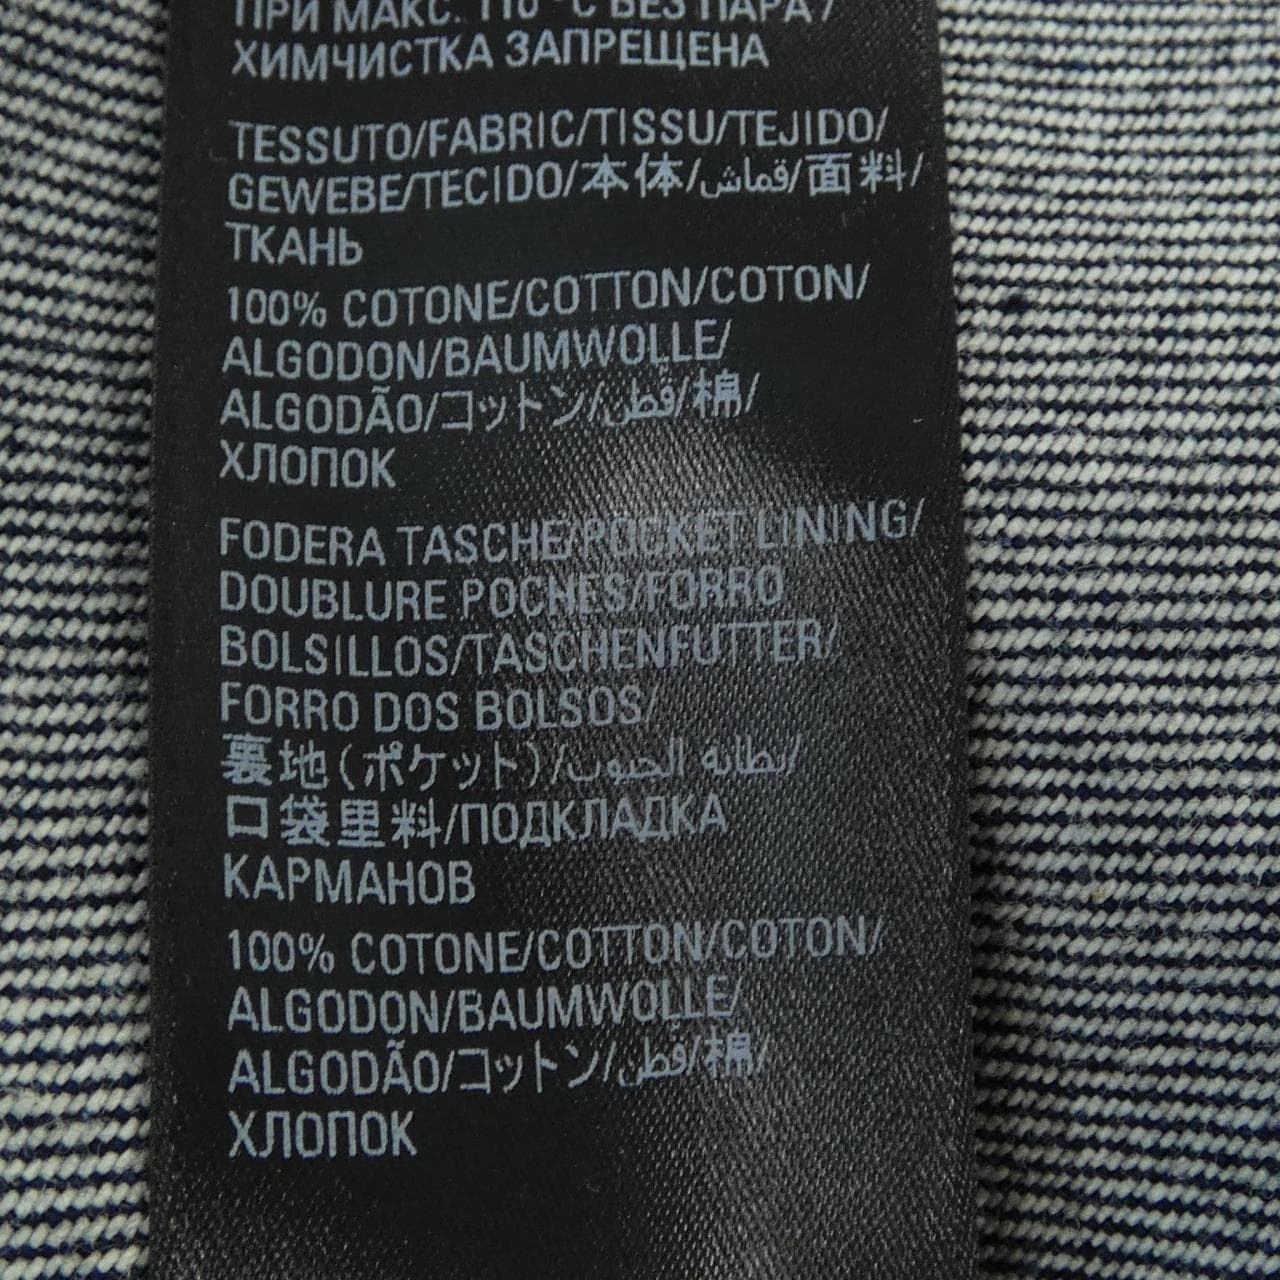 ПРИ МАКС. 110 °C БЕЗ ПАРА /
ХИМЧИСТКА ЗАПРЕЩЕНА
TESSUTO/FABRIC/TISSU/TEJIDO/
GEWEBE/TECIDO/本体/قماش/面料/
ТКАНЬ
100% COTONE/COTTON/COTON/
ALGODON/BAUMWOLLE/
ALGODÃO/コットン/قطن/棉/
ХЛОПОК
FODERA TASCHE/POCKET LINING/
DOUBLURE POCHES/FORRO
BOLSILLOS/TASCHENFUTTER/
FORRO DOS BOLSOS/
裏地(ポケット)/بطانة الجيوب/
口袋里料/ПОДКЛАДКА
КАРМАНОВ
100% COTONE/COTTON/COTON/
ALGODON/BAUMWOLLE/
ALGODÃO/コットン/قطن/棉/
ХЛОПОК